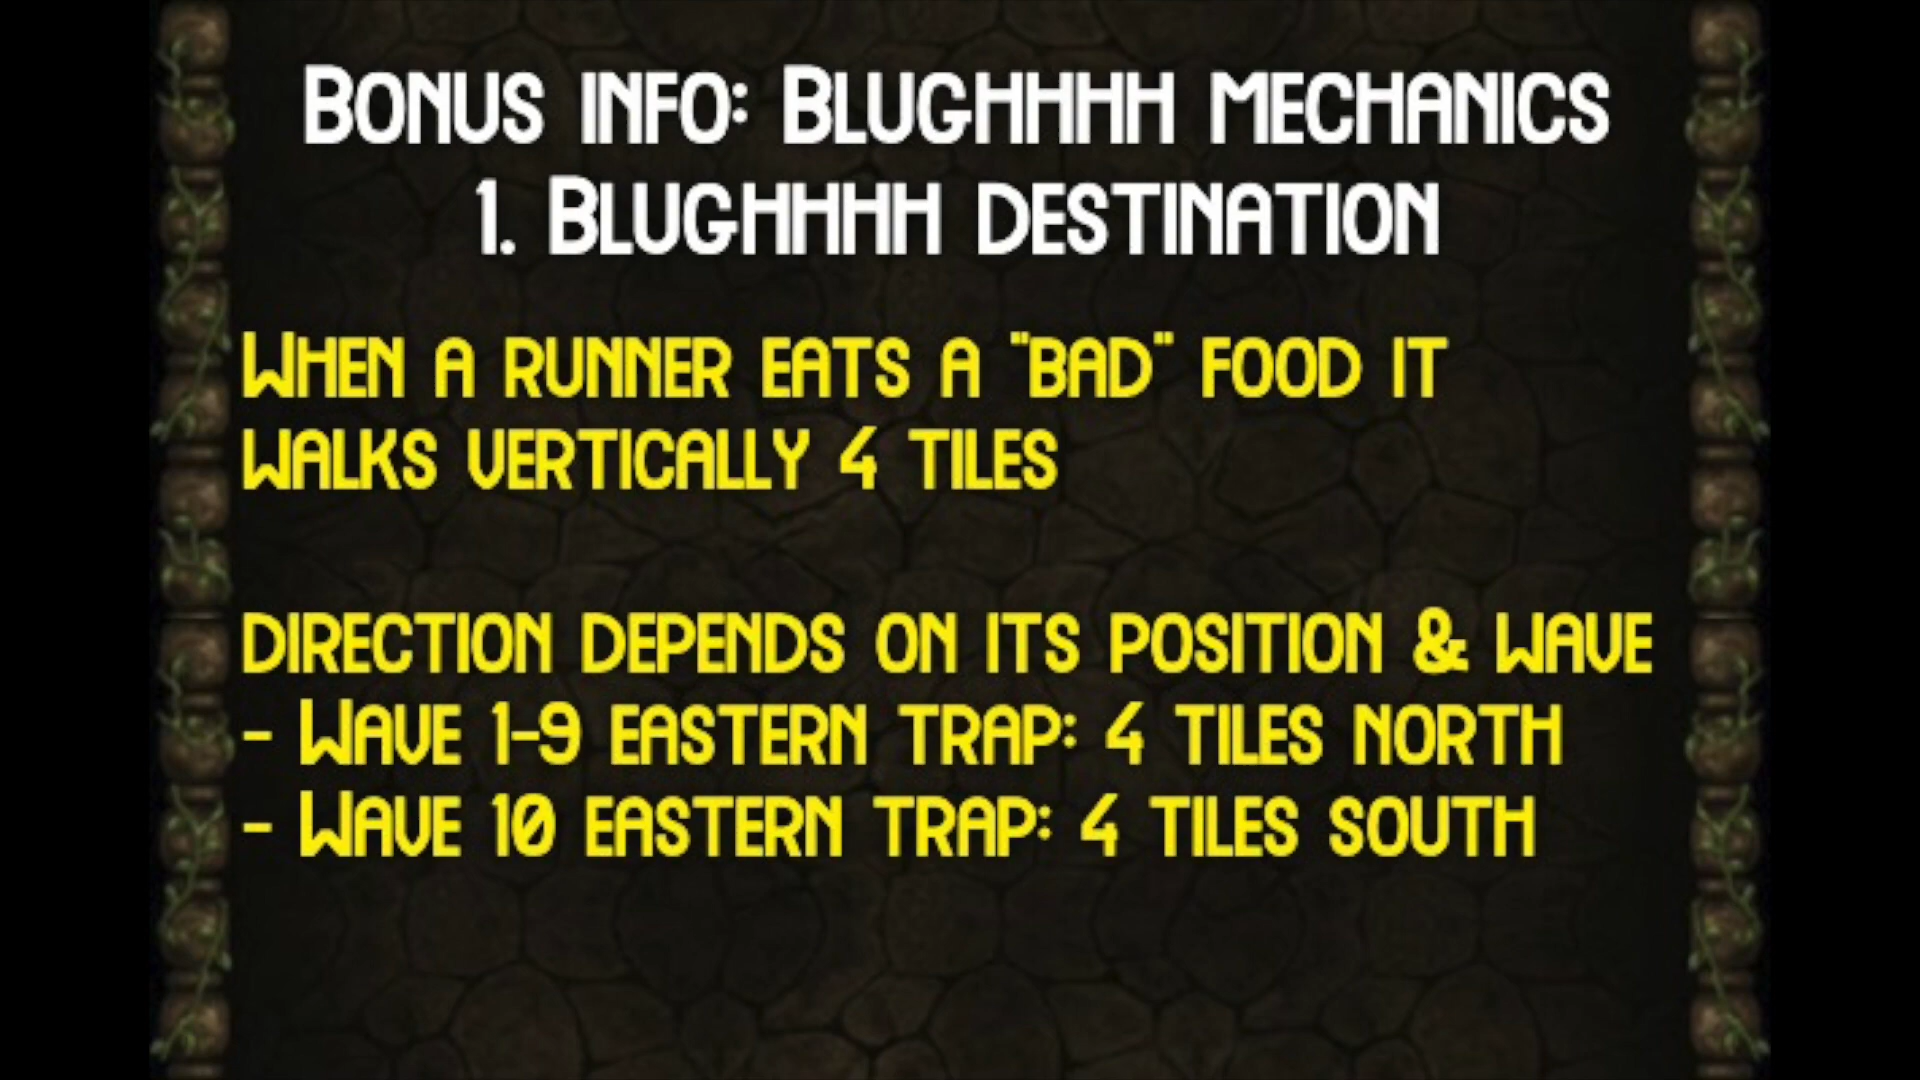 Bonus info: Blughhhh mechanics
1. Blughhhh destination
When a runner eats a "bad" food it
walks vertically 4 tiles
direction depends on its position & wave
- Wave 1-9 eastern trap: 4 tiles north
- Wave 10 eastern trap: 4 tiles south